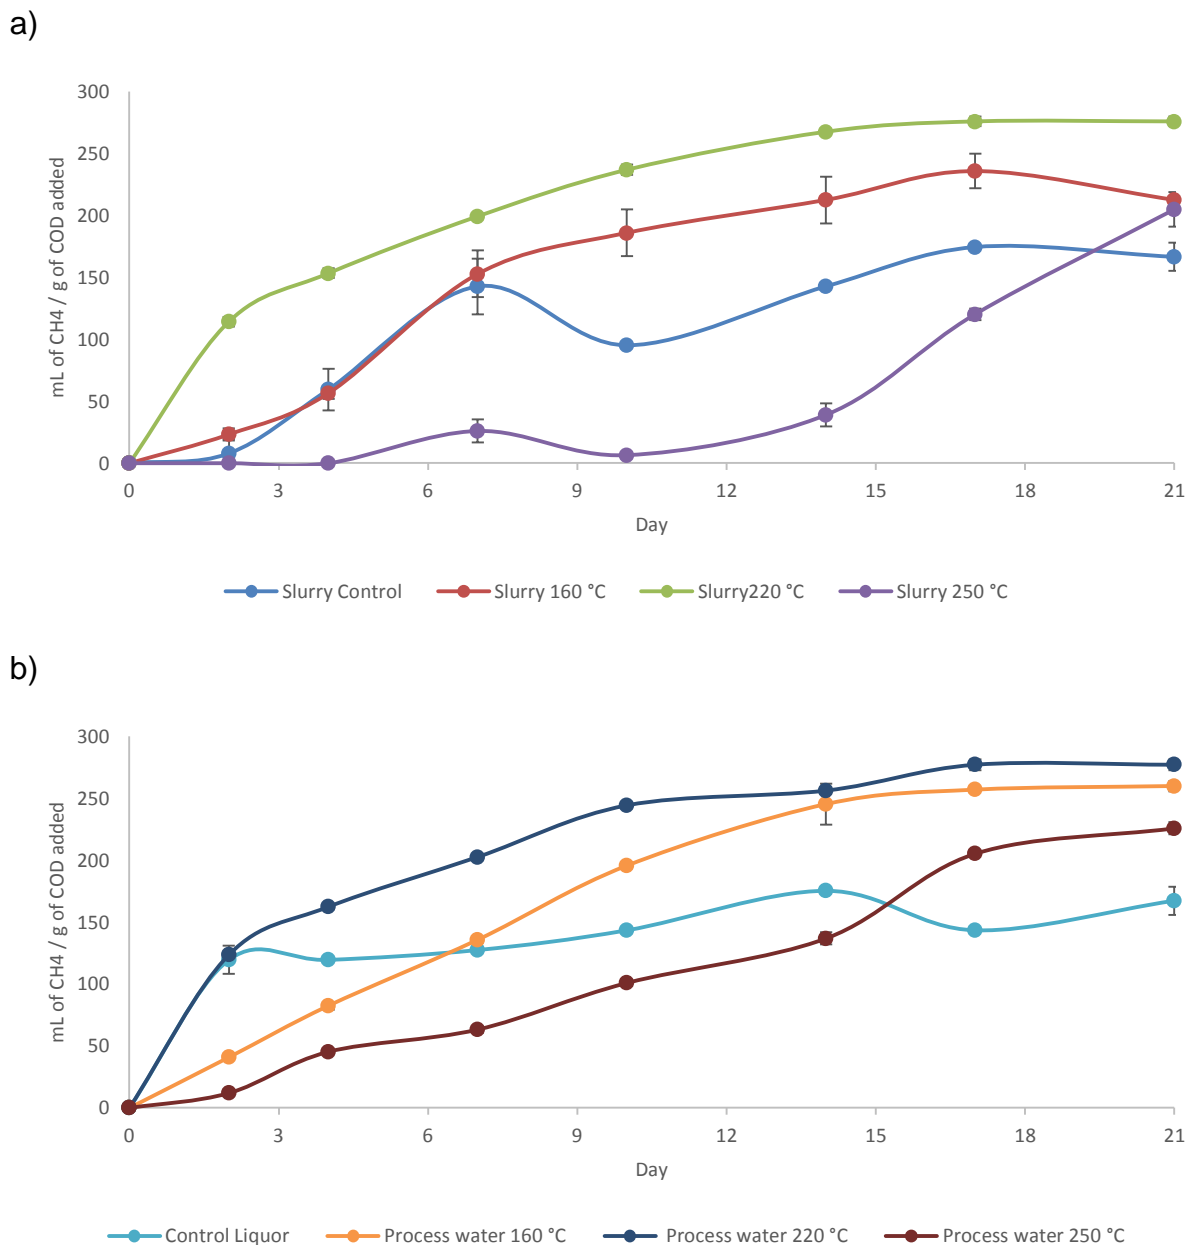 a)
300
250
200
150
100
50
0
mL of CH4 / g of COD added
0 3 6 9 12 15 18 21
Day
Slurry Control Slurry 160 °C Slurry220 °C Slurry 250 °C
b)
300
250
200
150
100
50
0
mL of CH4 / g of COD added
0 3 6 9 12 15 18 21
Day
Control Liquor Process water 160 °C Process water 220 °C Process water 250 °C